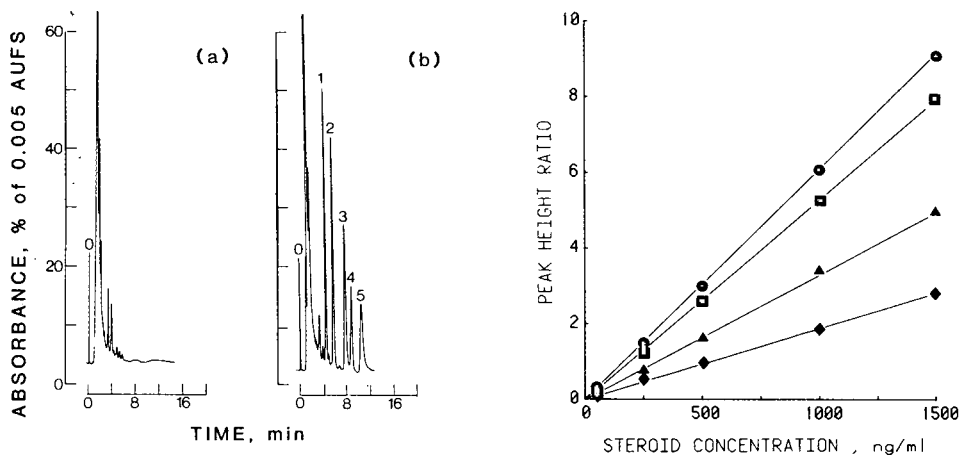 ABSORBANCE, % of 0.005 AUFS
60
40
20
0
(a)
0
0 8 16
(b)
1
2
3
4
5
0
0 8 16
TIME, min
PEAK HEIGHT RATIO
10
8
6
4
2
0
0 500 1000 1500
STEROID CONCENTRATION , ng/ml